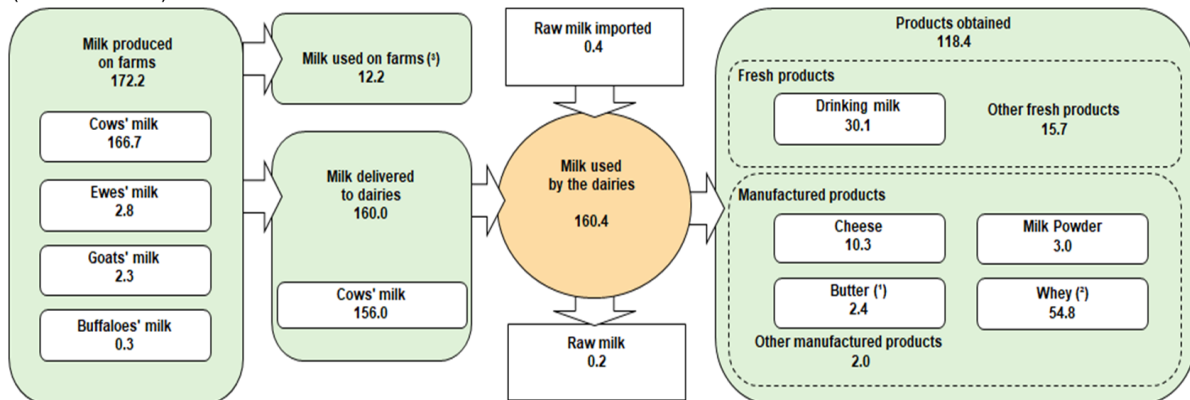 Milk produced
on farms
172.2
Cows' milk
166.7
Ewes' milk
2.8
Goats' milk
2.3
Buffaloes' milk
0.3
Milk used on farms (³)
12.2
Milk delivered
to dairies
160.0
Cows' milk
156.0
Raw milk imported
0.4
Milk used
by the dairies
160.4
Raw milk
0.2
Products obtained
118.4
Fresh products
Drinking milk
30.1
Other fresh products
15.7
Manufactured products
Cheese
10.3
Milk Powder
3.0
Butter (¹)
2.4
Whey (²)
54.8
Other manufactured products
2.0